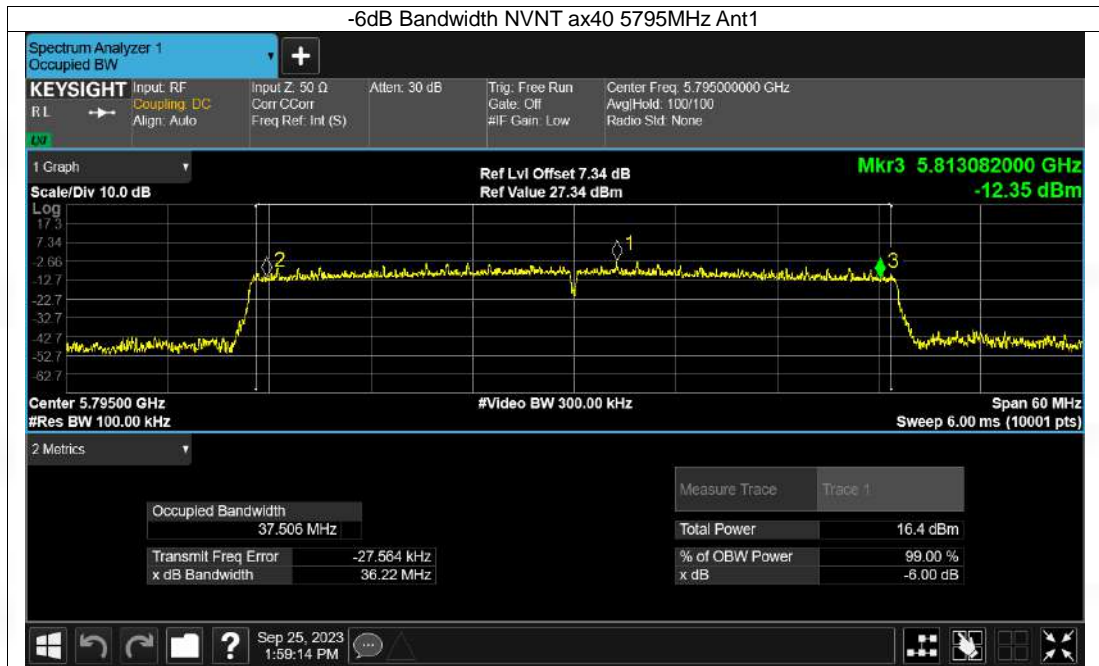 -6dB Bandwidth NVNT ax40 5795MHz Ant1
Spectrum Analyzer 1
Occupied BW
+
KEYSIGHT Input: RF Input Z: 50 Ω Atten: 30 dB Trig: Free Run Center Freq: 5.795000000 GHz
RL Coupling: DC Corr CCorr Gate: Off Avg|Hold: 100/100
Align: Auto Freq Ref: Int (S) #IF Gain: Low Radio Std: None
LXI
1 Graph Ref Lvl Offset 7.34 dB Mkr3 5.813082000 GHz
Scale/Div 10.0 dB Ref Value 27.34 dBm -12.35 dBm
Log
17.3
7.34
-2.66
-12.7
-22.7
-32.7
-42.7
-52.7
-62.7
2
1
3
Center 5.79500 GHz #Video BW 300.00 kHz Span 60 MHz
#Res BW 100.00 kHz Sweep 6.00 ms (10001 pts)
2 Metrics
Measure Trace Trace 1
Occupied Bandwidth
37.506 MHz Total Power 16.4 dBm
Transmit Freq Error -27.564 kHz % of OBW Power 99.00 %
x dB Bandwidth 36.22 MHz x dB -6.00 dB
? Sep 25, 2023
1:59:14 PM